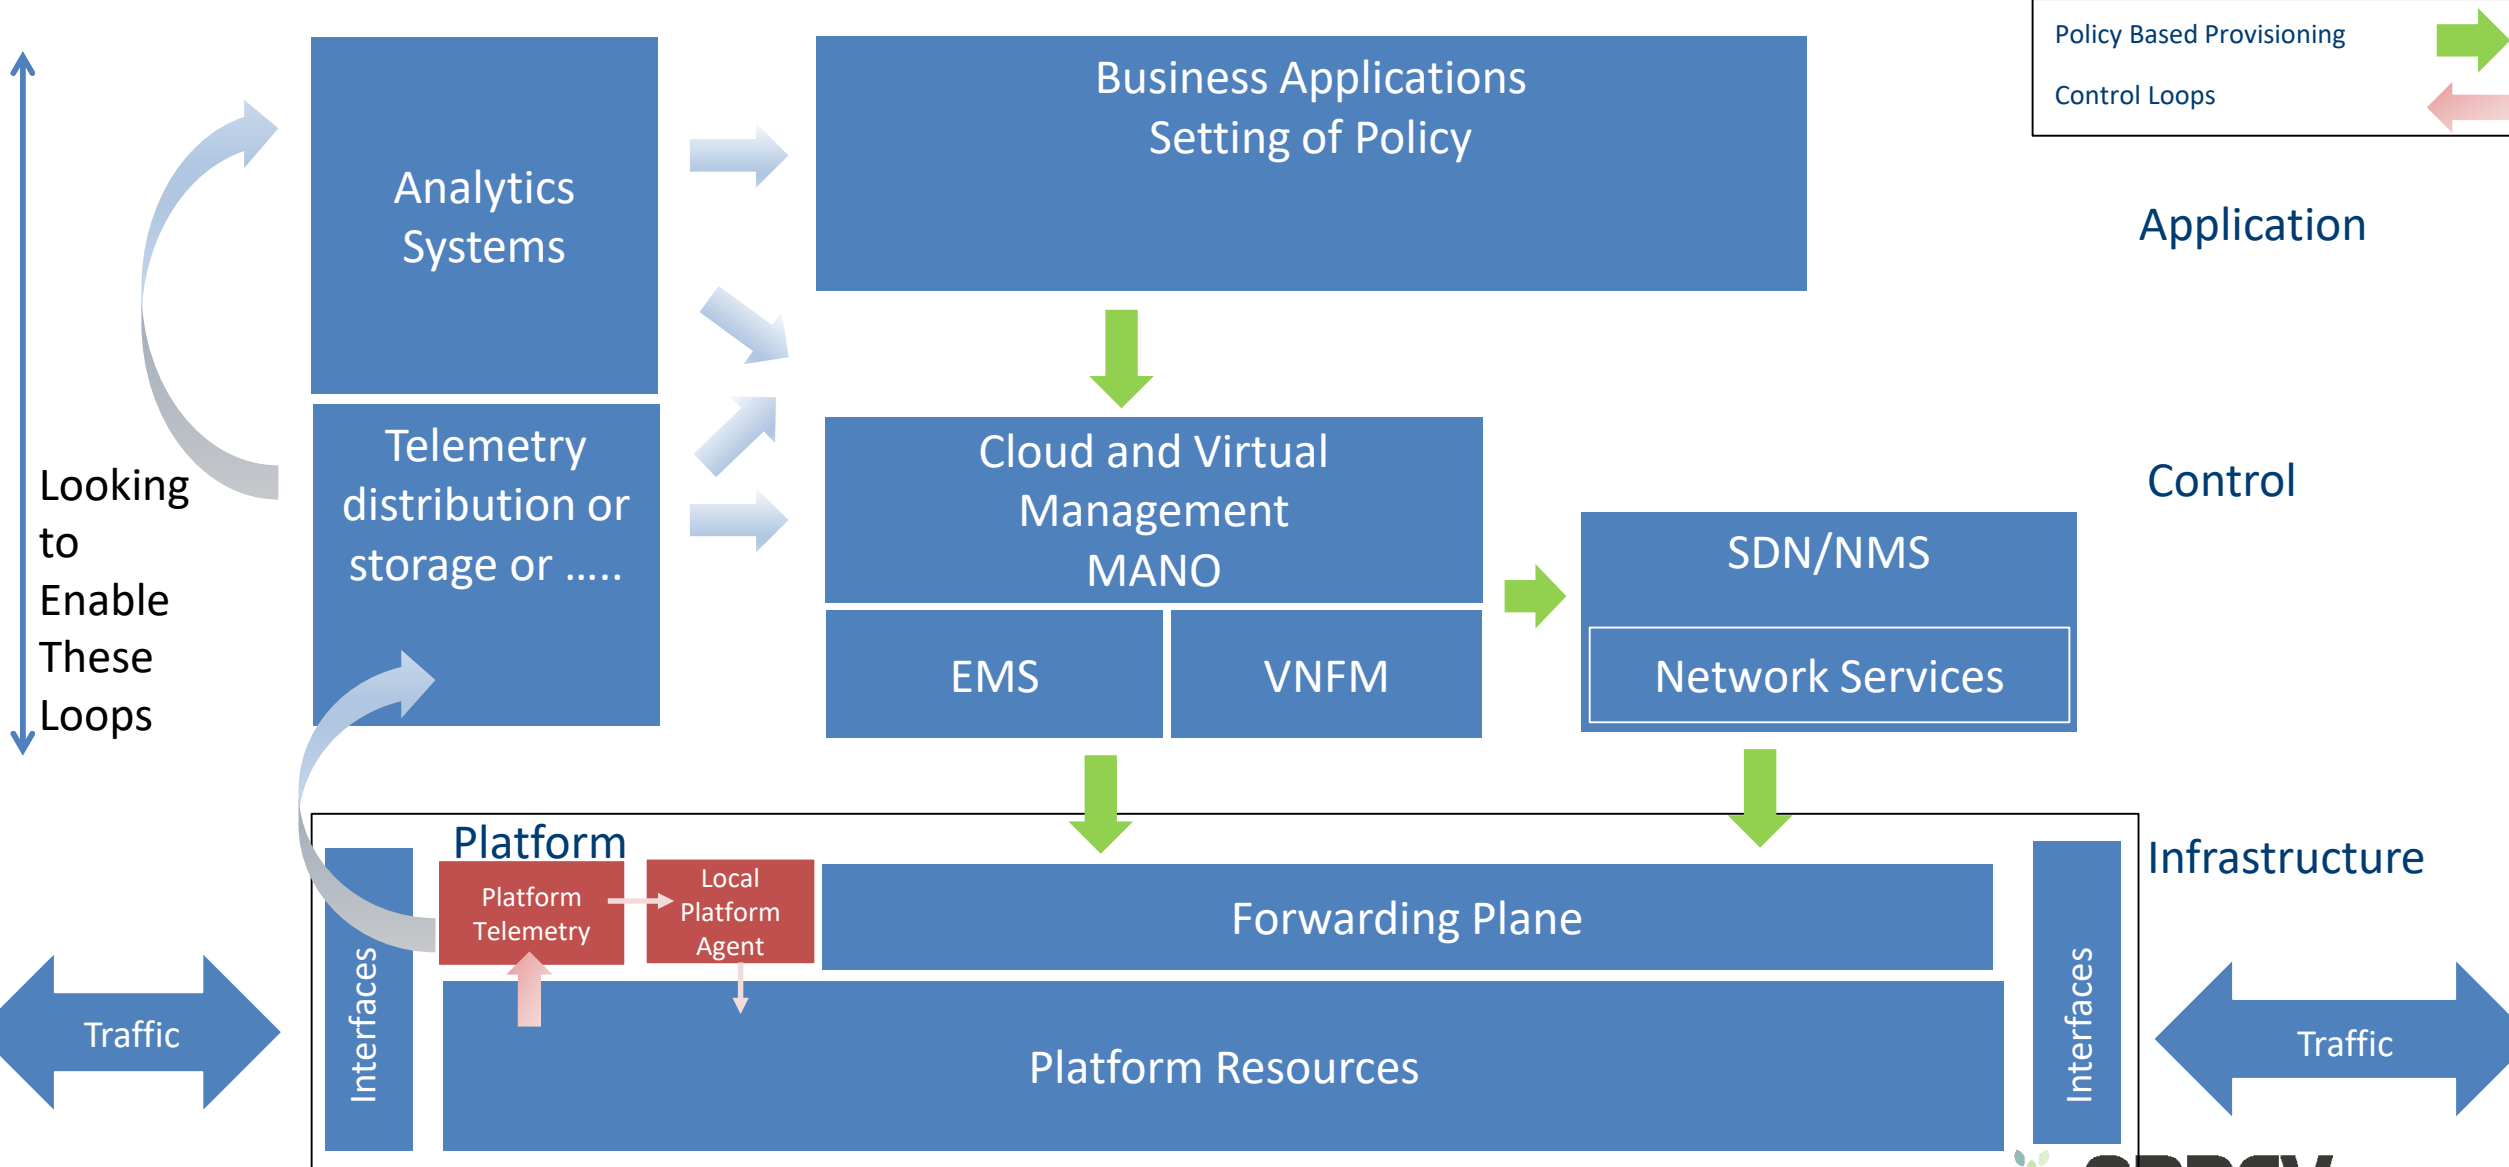 Policy Based Provisioning
Control Loops
Business Applications
Setting of Policy
Analytics
Systems
Application
Telemetry
distribution or
storage or .....
Cloud and Virtual
Management
MANO
Control
Looking
to
Enable
These
Loops
SDN/NMS
Network Services
EMS
VNFM
Platform
Infrastructure
Platform
Telemetry
Local
Platform
Agent
Forwarding Plane
Interfaces
Interfaces
Traffic
Traffic
Platform Resources